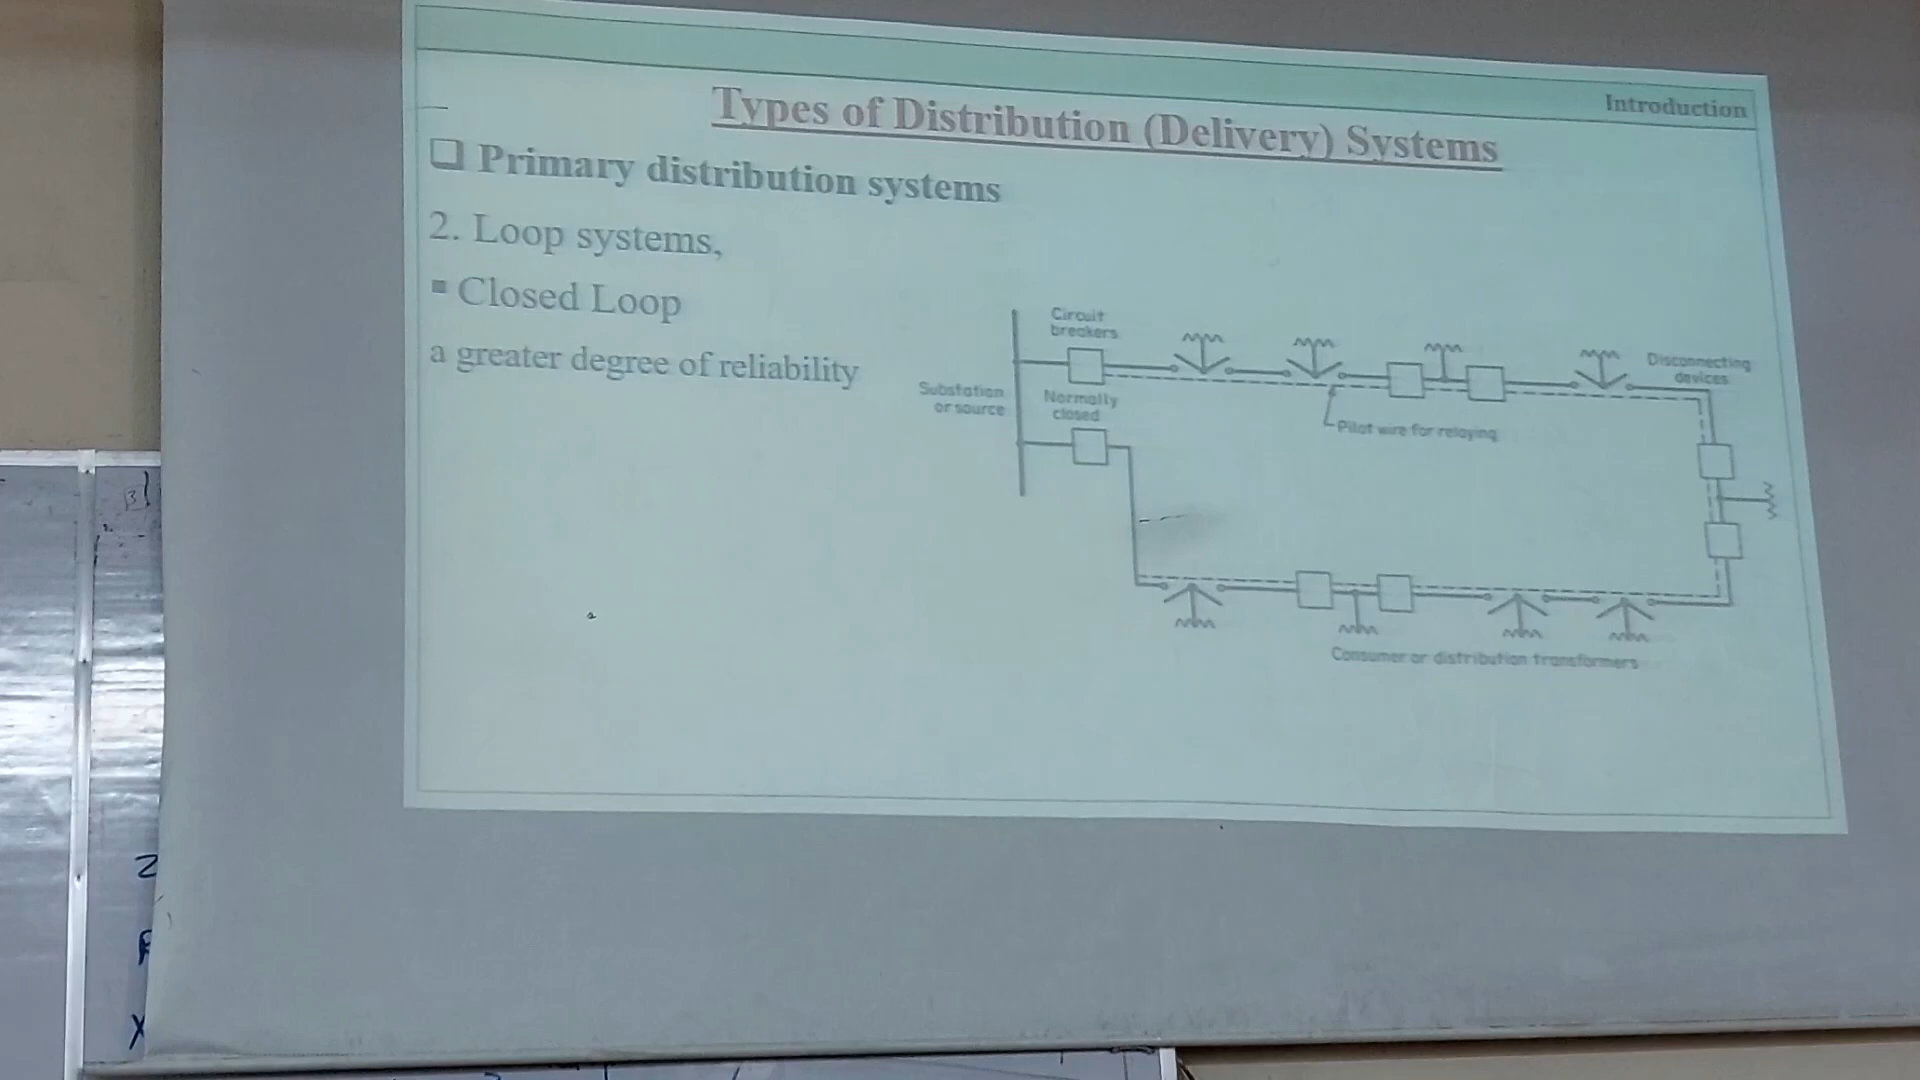 Introduction
Types of Distribution (Delivery) Systems
❑ Primary distribution systems
2. Loop systems,
▪ Closed Loop
a greater degree of reliability
Circuit
breakers
Substation
or source
Normally
closed
Disconnecting
devices
Pilot wire for relaying
Consumer or distribution transformers
Z
X